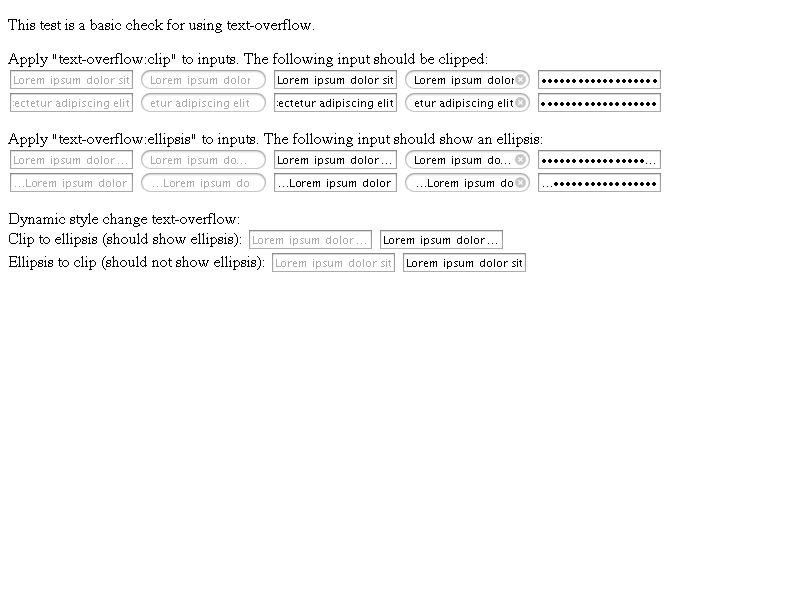 This test is a basic check for using text-overflow.
Apply "text-overflow:clip" to inputs. The following input should be clipped:
Lorem ipsum dolor sit Lorem ipsum dolor Lorem ipsum dolor sit Lorem ipsum dolor ●●●●●●●●●●●●●●●●●●●
ectetur adipiscing elit etur adipiscing elit ectetur adipiscing elit etur adipiscing elit ●●●●●●●●●●●●●●●●●●●
Apply "text-overflow:ellipsis" to inputs. The following input should show an ellipsis:
Lorem ipsum dolor... Lorem ipsum do... Lorem ipsum dolor... Lorem ipsum do... ●●●●●●●●●●●●●●●●●...
...Lorem ipsum dolor ...Lorem ipsum do ...Lorem ipsum dolor ...Lorem ipsum do ...●●●●●●●●●●●●●●●●●
Dynamic style change text-overflow:
Clip to ellipsis (should show ellipsis): Lorem ipsum dolor... Lorem ipsum dolor...
Ellipsis to clip (should not show ellipsis): Lorem ipsum dolor sit Lorem ipsum dolor sit